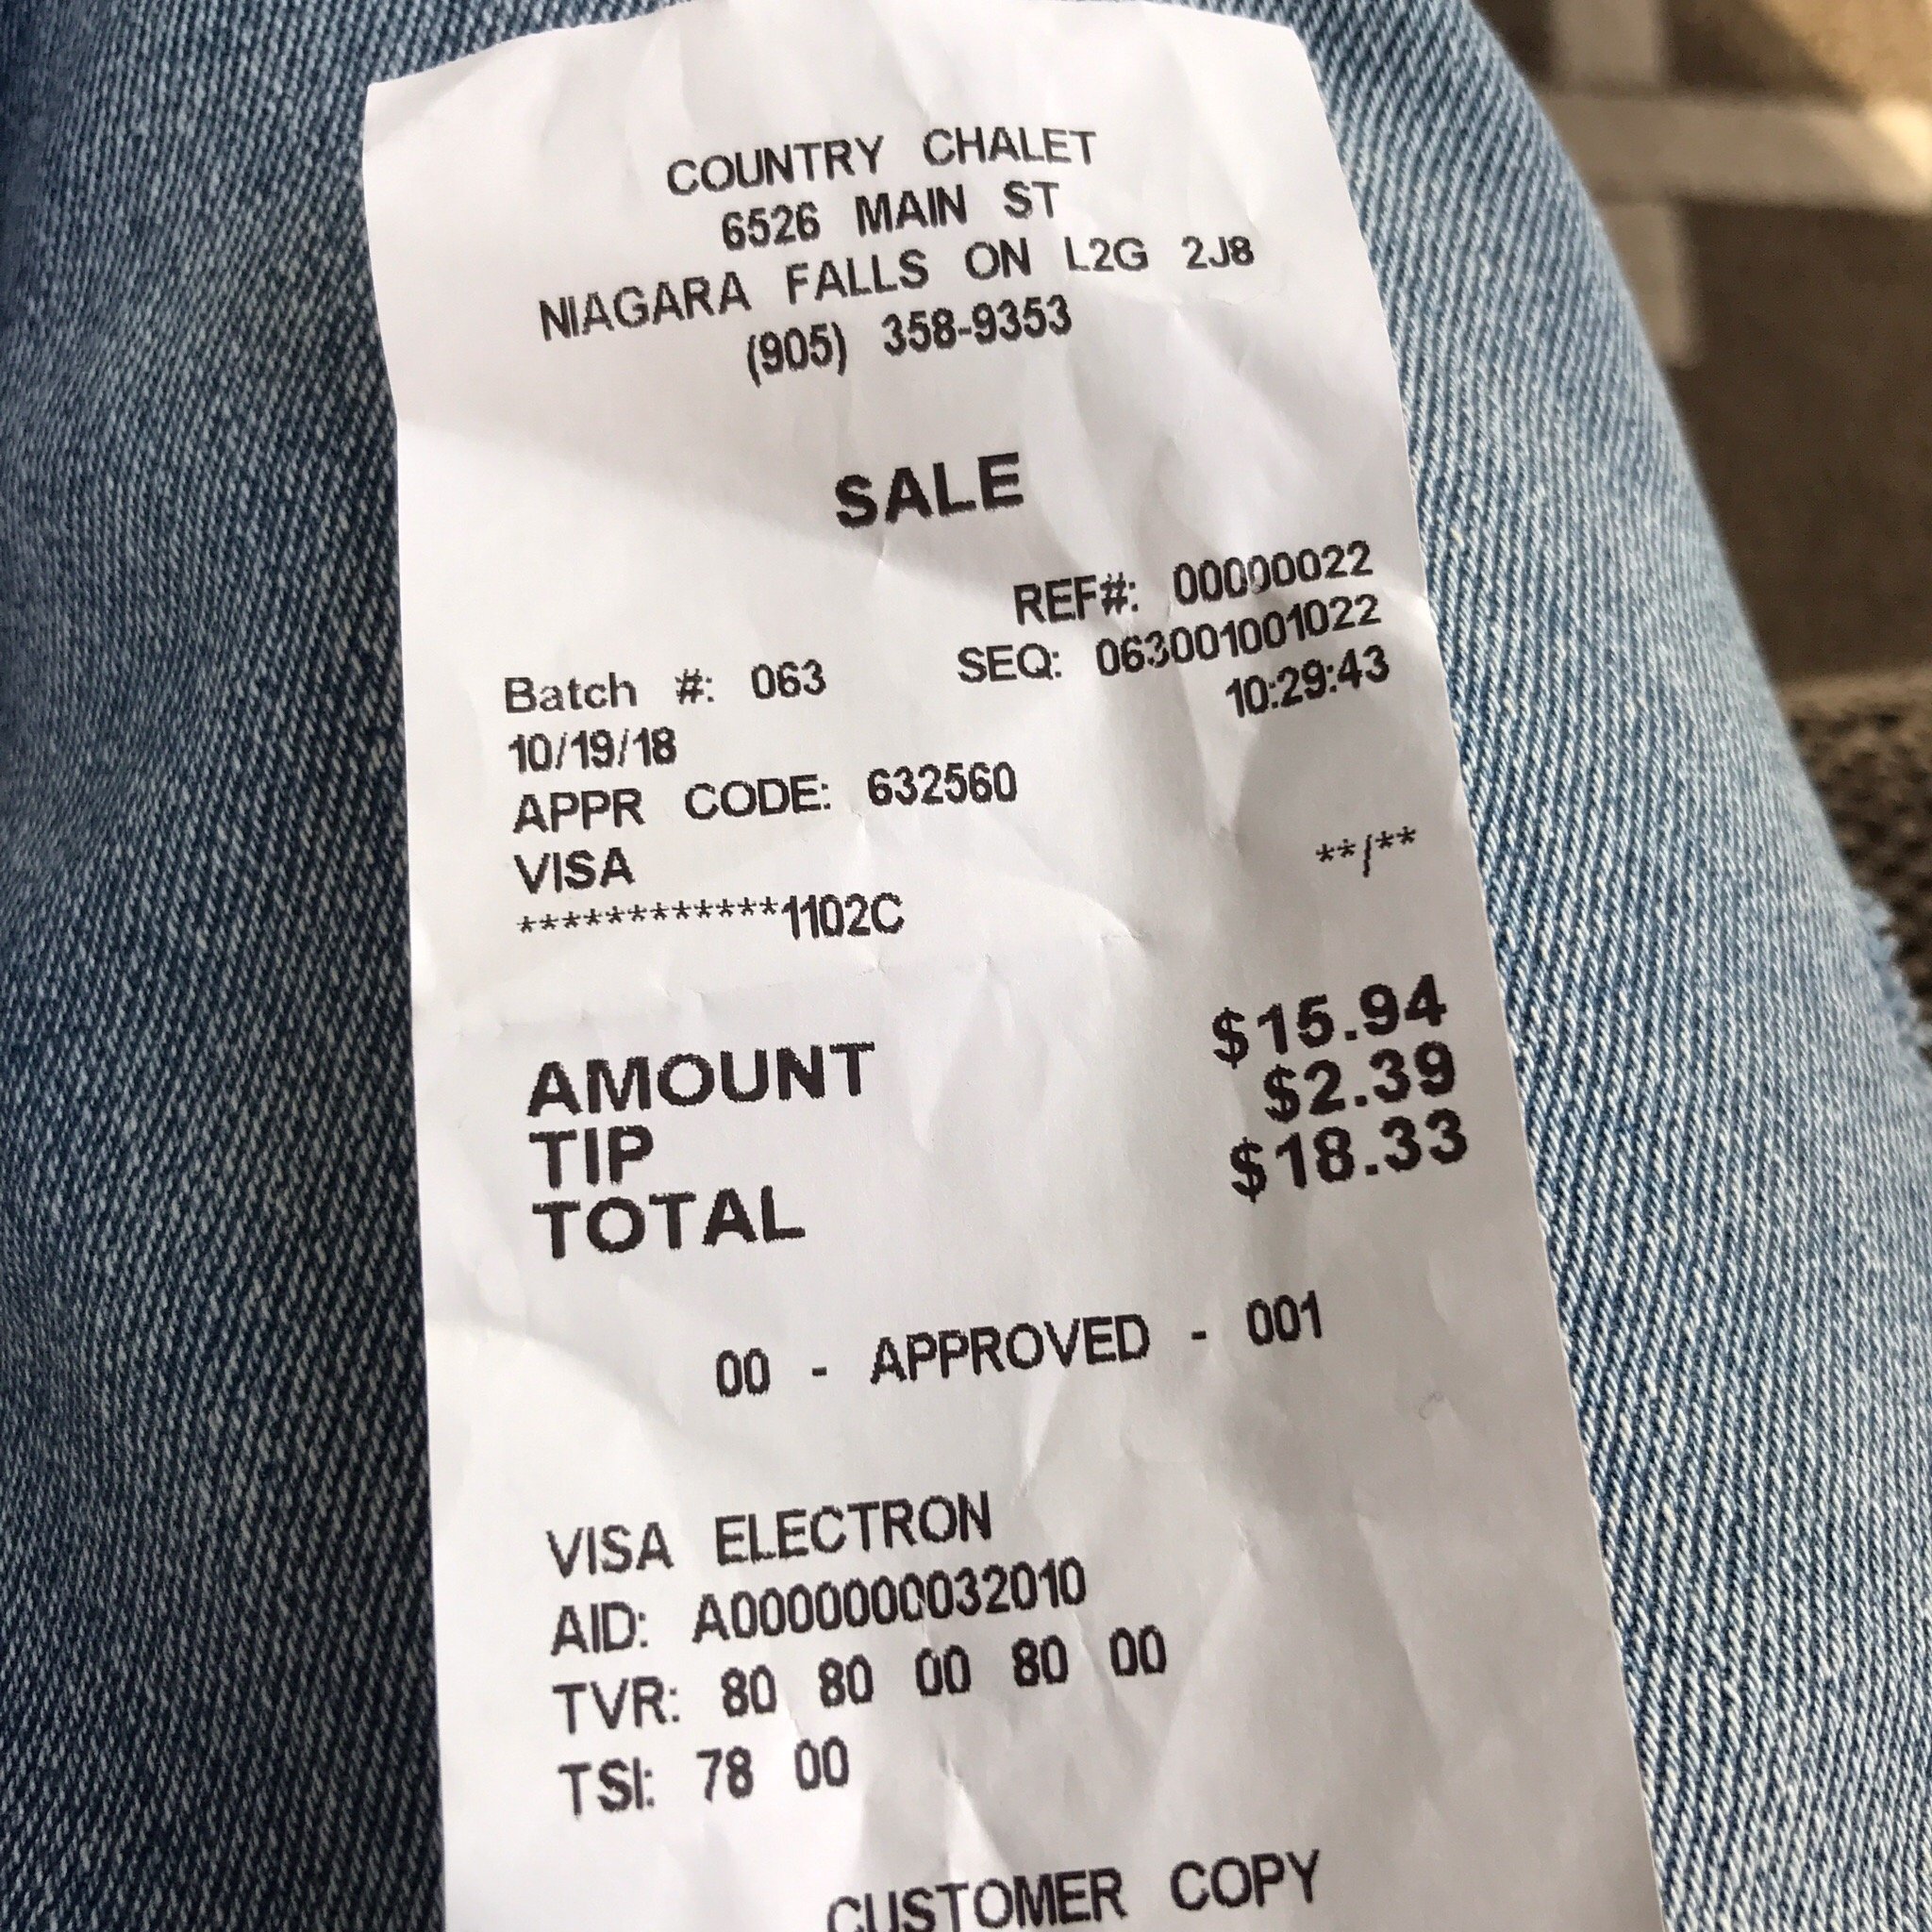 COUNTRY CHALET
6526 MAIN ST
NIAGARA FALLS ON L2G 2J8
(905) 358-9353
SALE
REF#: 00000022
Batch #: 063 SEQ: 063001001022
10/19/18 10:29:43
APPR CODE: 632560
VISA **/**
************1102C
AMOUNT $15.94
TIP $2.39
TOTAL $18.33
00 - APPROVED - 001
VISA ELECTRON
AID: A0000000032010
TVR: 80 80 00 80 00
TSI: 78 00
CUSTOMER COPY